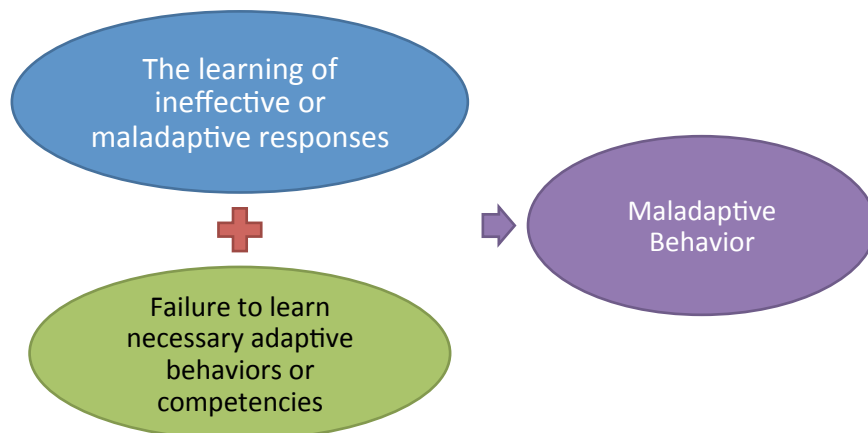 The learning of
ineffective or
maladaptive responses
Maladaptive
Behavior
Failure to learn
necessary adaptive
behaviors or
competencies